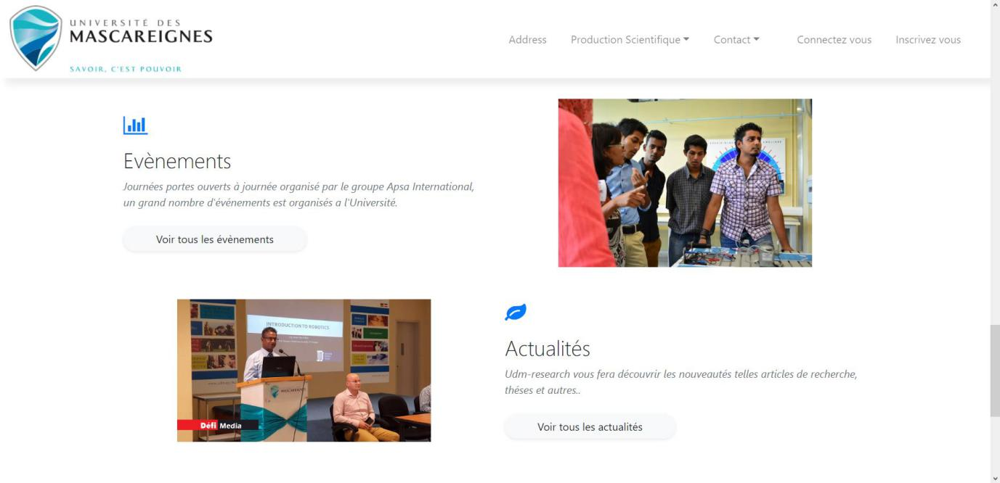 UNIVERSITÉ DES
MASCAREIGNES
SAVOIR, C'EST POUVOIR
Address
Production Scientifique
Contact
Connectez vous
Inscrivez vous
Evènements
Journées portes ouverts à journée organisé par le groupe Apsa International,
un grand nombre d'événements est organisés a l'Université.
Voir tous les évènements
INTRODUCTION TO ROBOTICS
MASCAREIGNES
Défi Media
Actualités
Udm-research vous fera découvrir les nouveautés telles articles de recherche,
théses et autres..
Voir tous les actualités